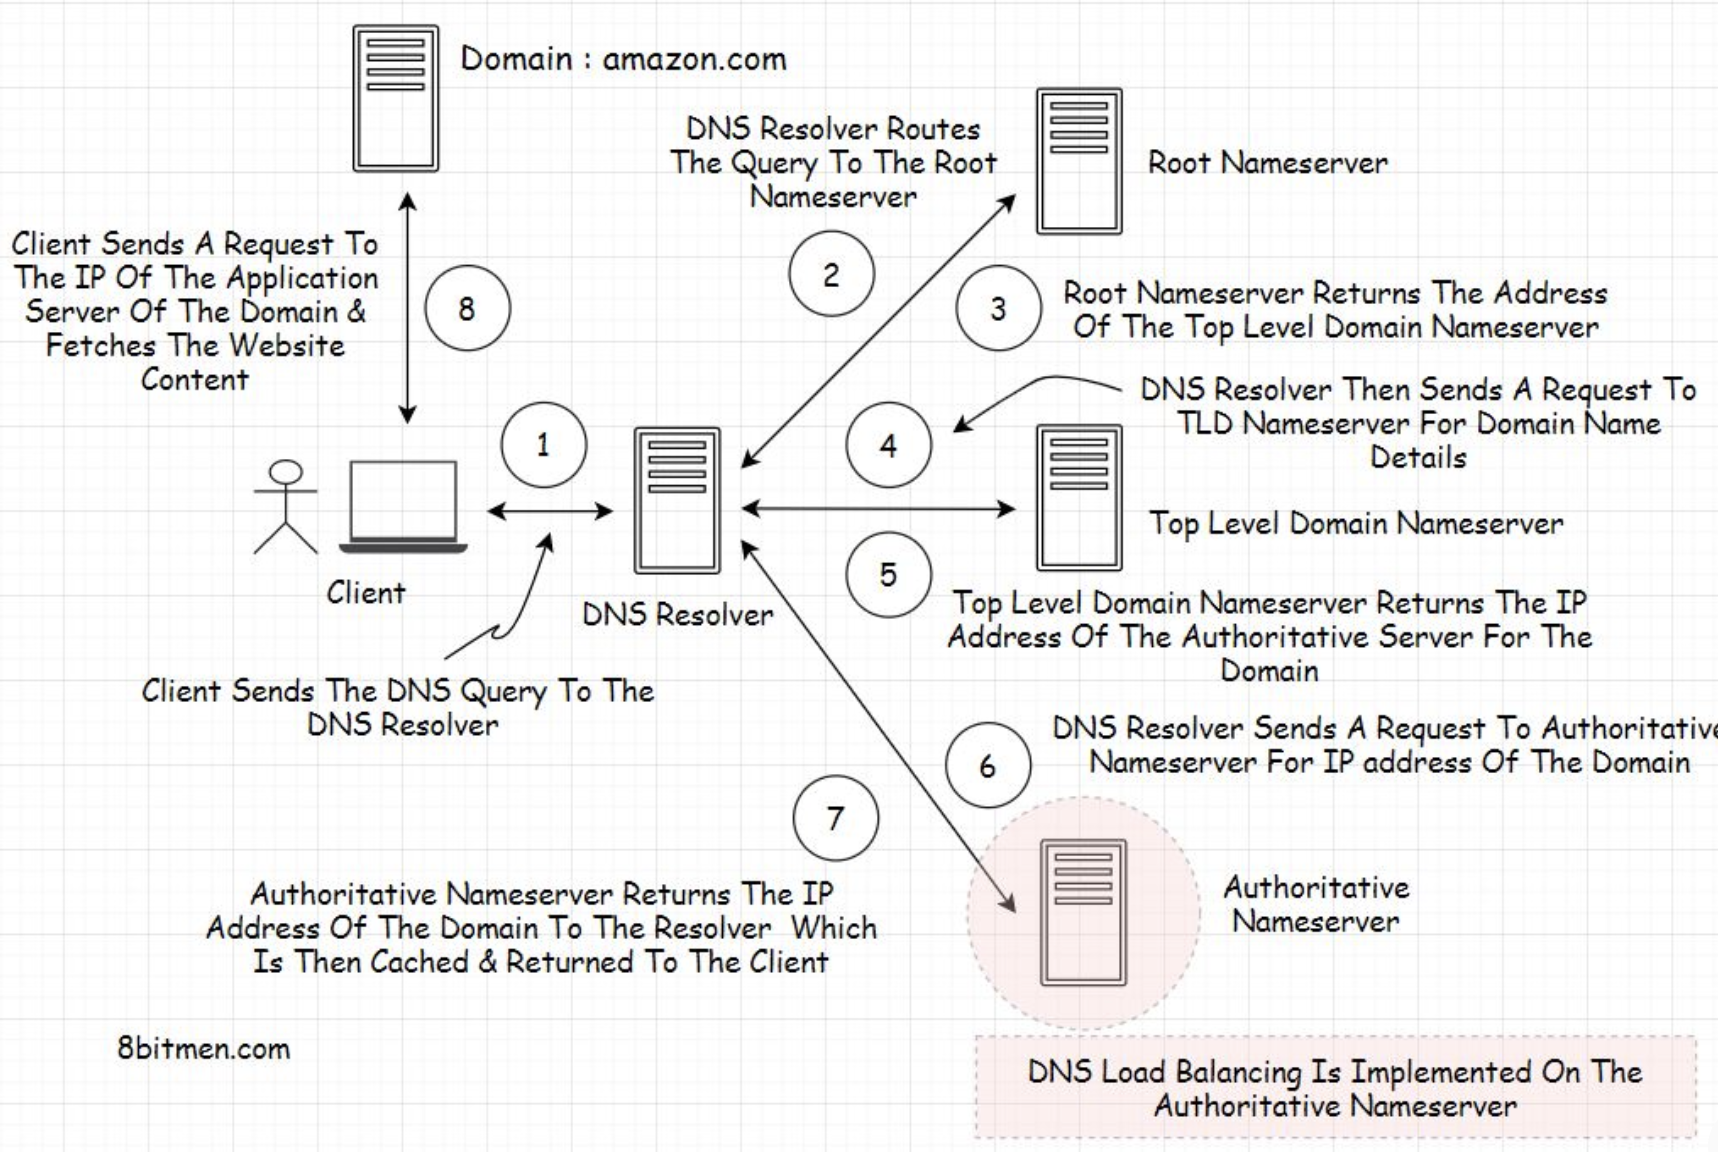 Domain : amazon.com
DNS Resolver Routes
The Query To The Root
Nameserver
Root Nameserver
Client Sends A Request To
The IP Of The Application
Server Of The Domain &
Fetches The Website
Content
8
2
3
Root Nameserver Returns The Address
Of The Top Level Domain Nameserver
DNS Resolver Then Sends A Request To
TLD Nameserver For Domain Name
Details
1
4
Top Level Domain Nameserver
5
Client
DNS Resolver
Top Level Domain Nameserver Returns The IP
Address Of The Authoritative Server For The
Domain
Client Sends The DNS Query To The
DNS Resolver
DNS Resolver Sends A Request To Authoritative
Nameserver For IP address Of The Domain
6
7
Authoritative Nameserver Returns The IP
Address Of The Domain To The Resolver Which
Is Then Cached & Returned To The Client
Authoritative
Nameserver
8bitmen.com
DNS Load Balancing Is Implemented On The
Authoritative Nameserver